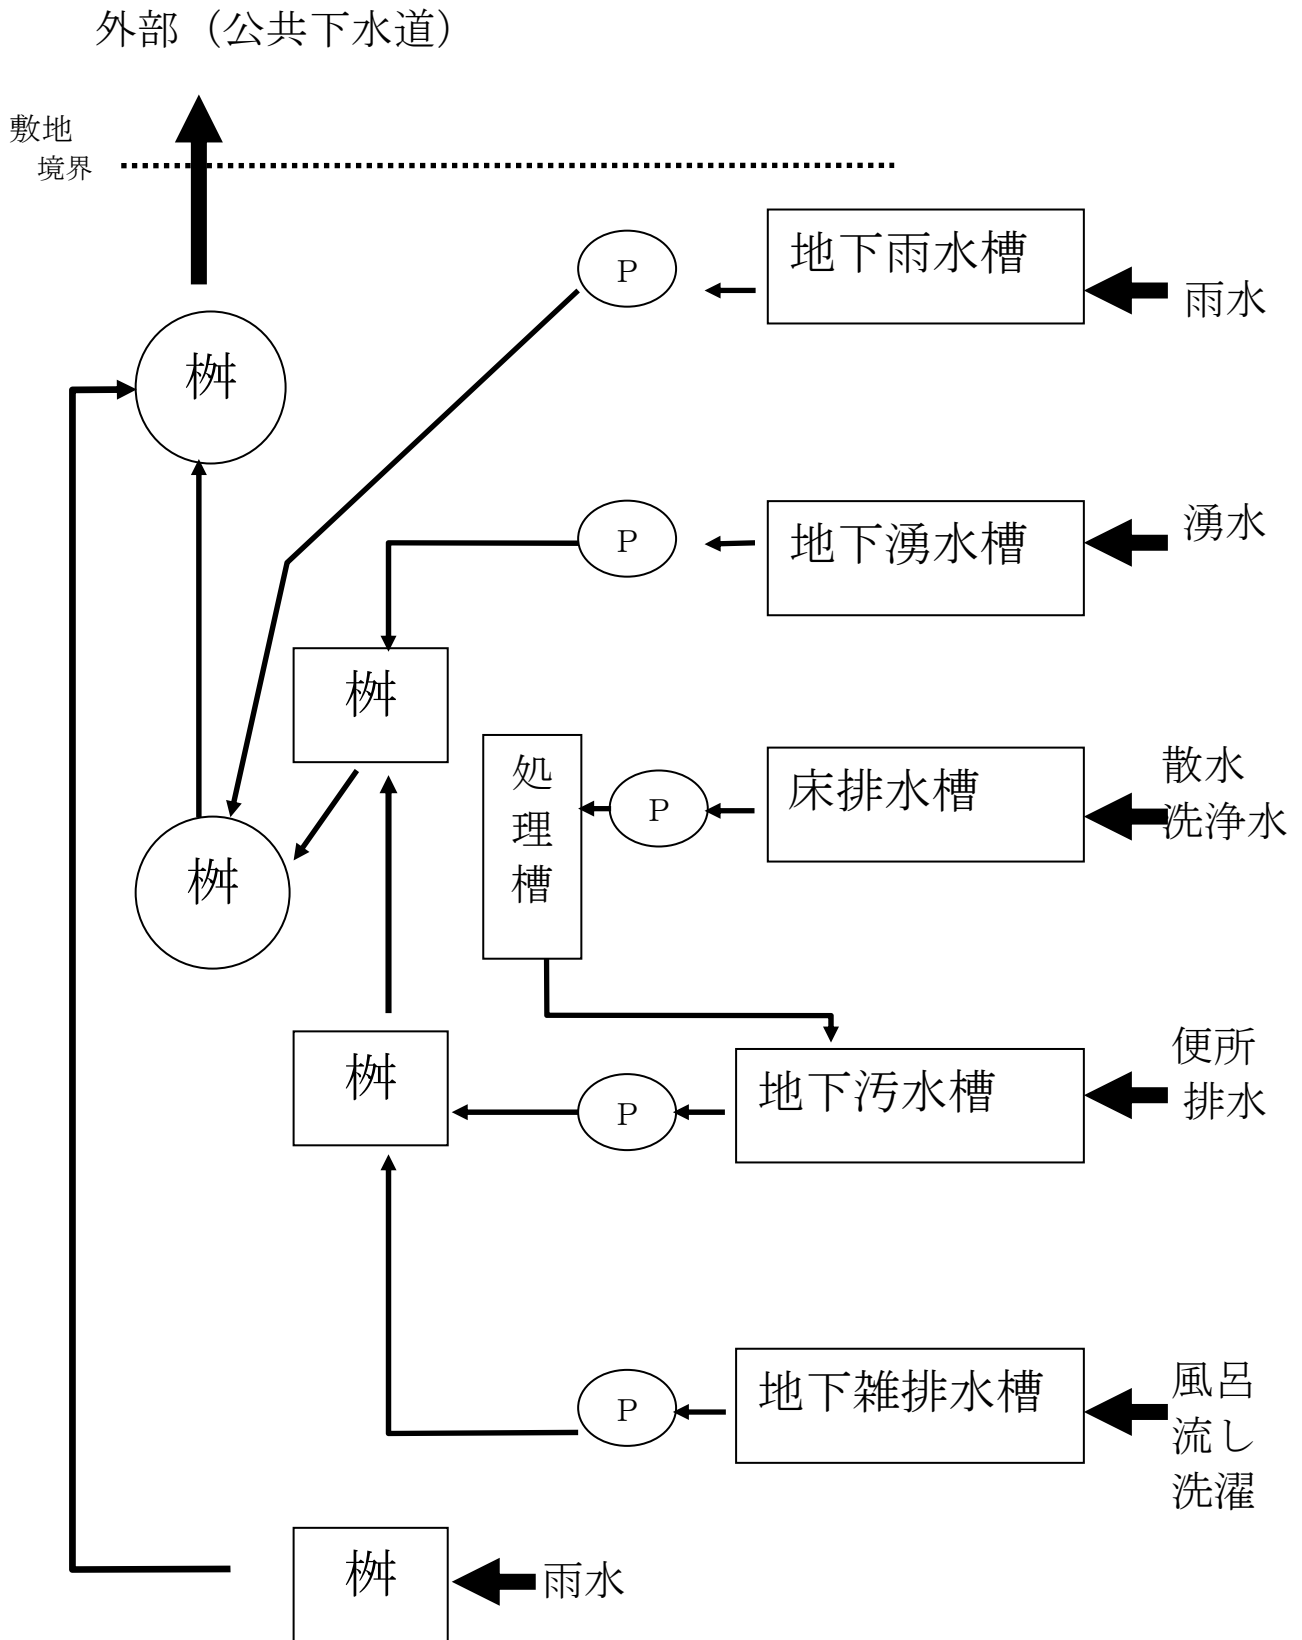 外部（公共下水道）
敷地
境界
地下雨水槽
P
雨水
桝
地下湧水槽
P
湧水
桝
処
理
槽
P
床排水槽
散水
洗浄水
桝
桝
P
地下汚水槽
便所
排水
P
地下雑排水槽
風呂
流し
洗濯
桝
雨水